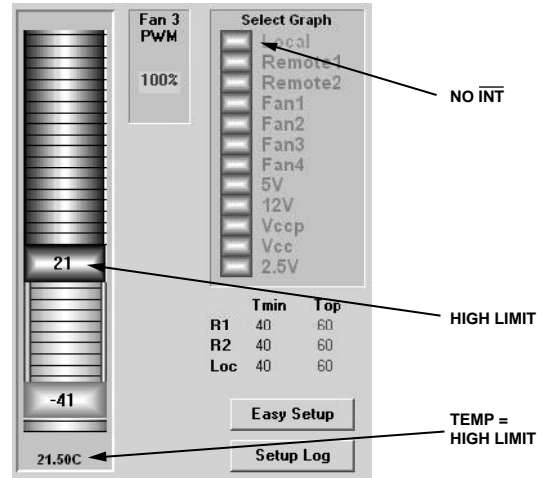 Fan 3
PWM
100%
Select Graph
Local
Remote1
Remote2
Fan1
Fan2
Fan3
Fan4
5V
12V
Vccp
Vcc
2.5V
21
-41
21.50C
Tmin Top
R1 40 60
R2 40 60
Loc 40 60
Easy Setup
Setup Log
NO INT
HIGH LIMIT
TEMP =
HIGH LIMIT